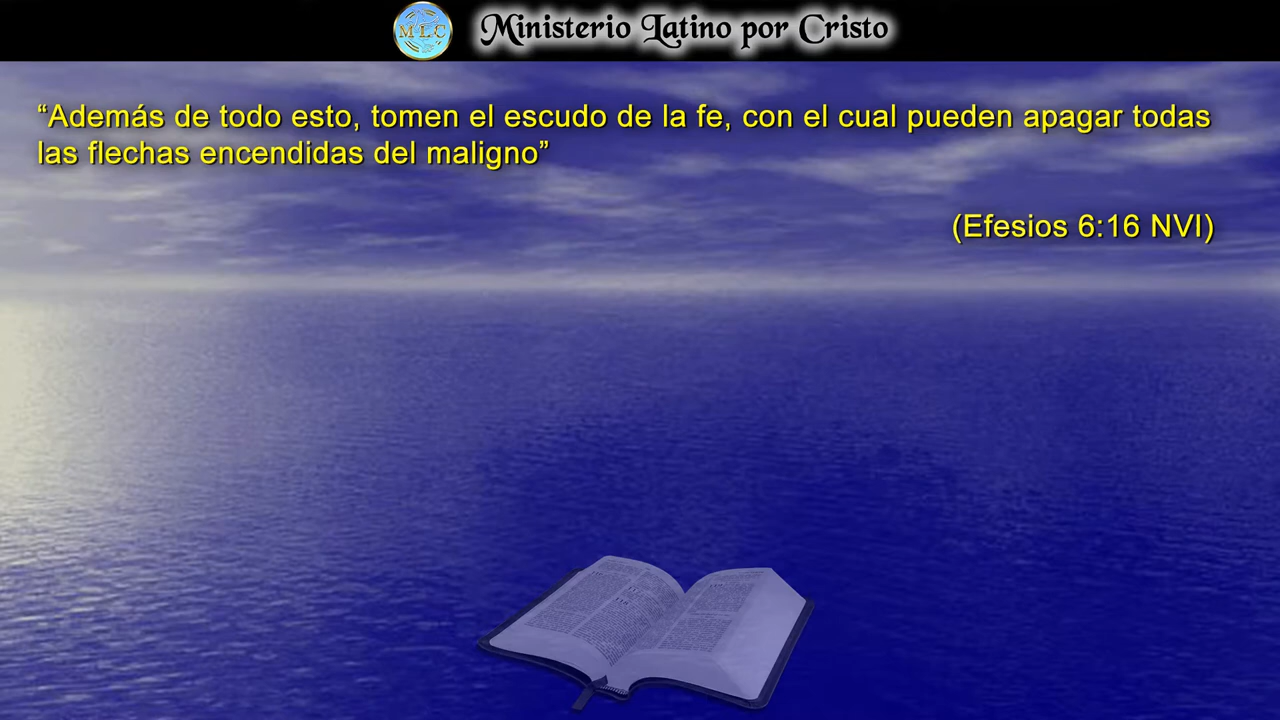 MLC
Ministerio Latino por Cristo
“Además de todo esto, tomen el escudo de la fe, con el cual pueden apagar todas
las flechas encendidas del maligno”
(Efesios 6:16 NVI)